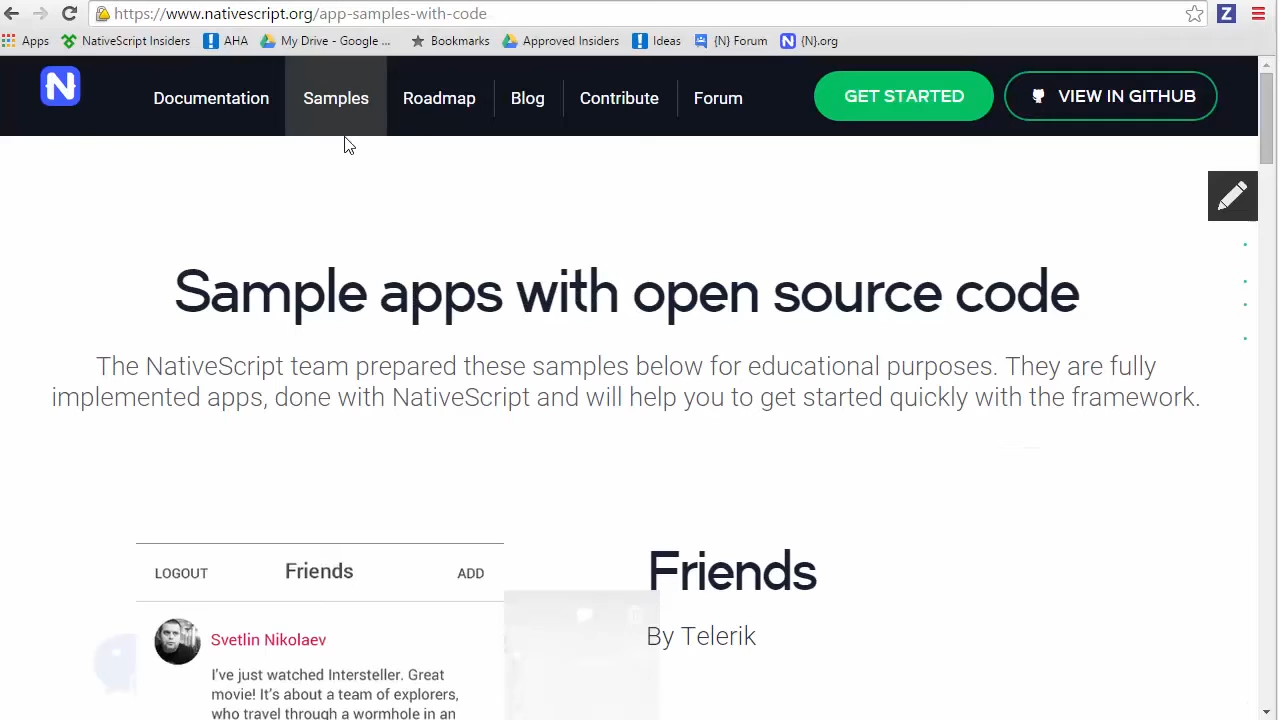 https://www.nativescript.org/app-samples-with-code
Z
Apps NativeScript Insiders AHA My Drive - Google ... Bookmarks Approved Insiders Ideas {N} Forum {N}.org
N
Documentation Samples Roadmap Blog Contribute Forum GET STARTED VIEW IN GITHUB
Sample apps with open source code
The NativeScript team prepared these samples below for educational purposes. They are fully
implemented apps, done with NativeScript and will help you to get started quickly with the framework.
LOGOUT Friends ADD
Svetlin Nikolaev
I've just watched Intersteller. Great
movie! It's about a team of explorers,
who travel through a wormhole in an
Friends
By Telerik